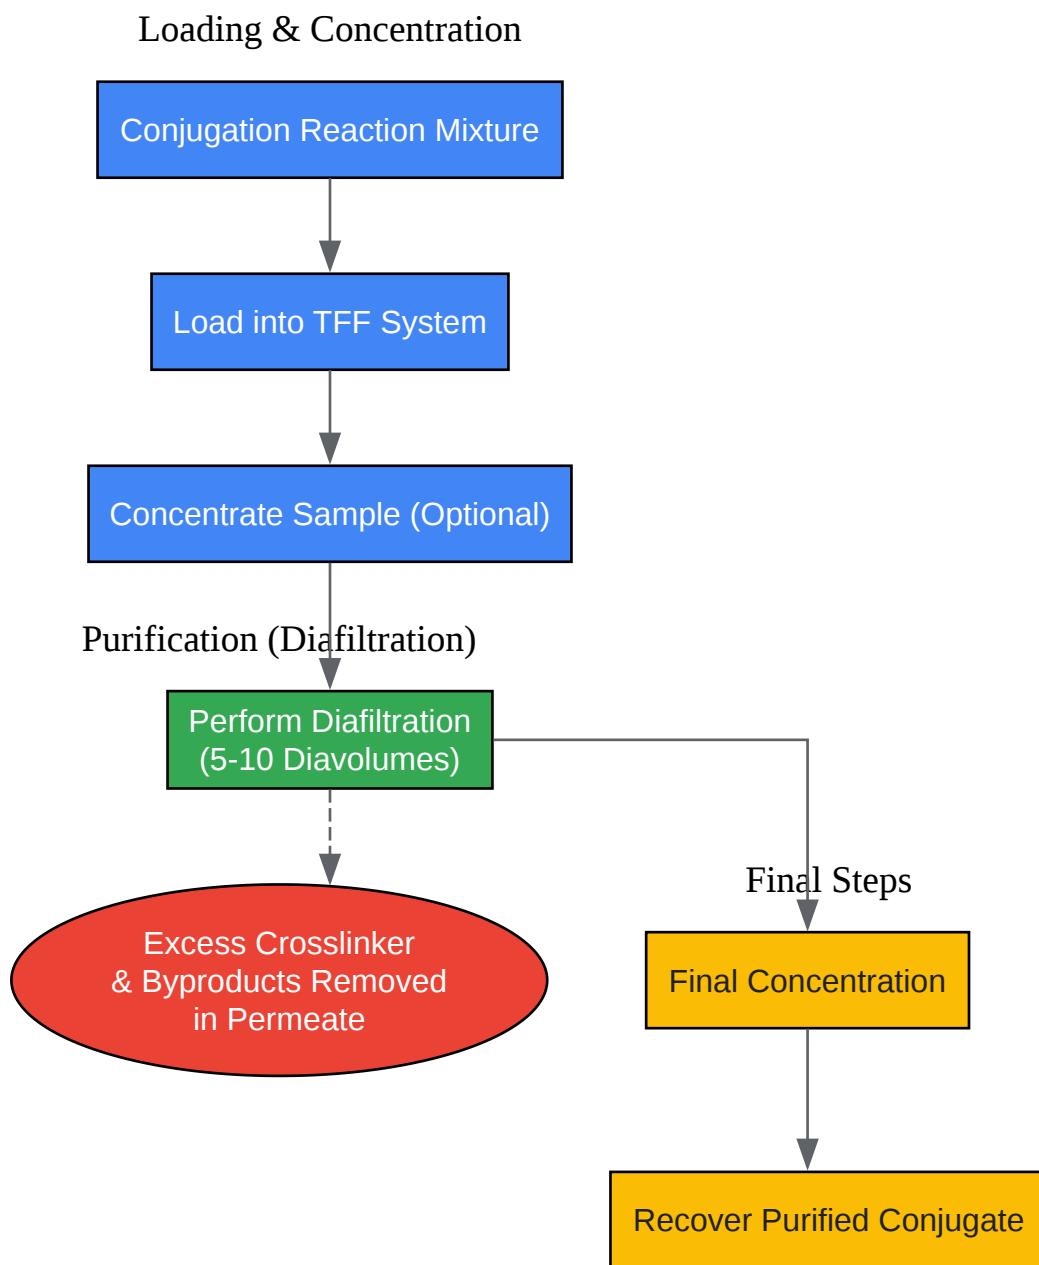 Loading & Concentration
Conjugation Reaction Mixture
Load into TFF System
Concentrate Sample (Optional)
Purification (Diafiltration)
Perform Diafiltration
(5-10 Diavolumes)
Excess Crosslinker
& Byproducts Removed
in Permeate
Final Steps
Final Concentration
Recover Purified Conjugate